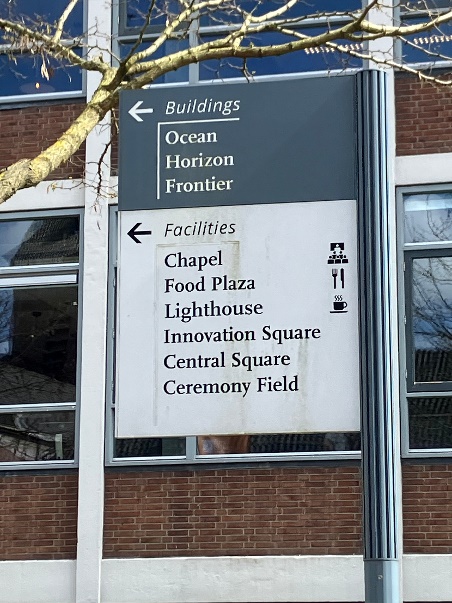 Buildings
Ocean
Horizon
Frontier
Facilities
Chapel
Food Plaza
Lighthouse
Innovation Square
Central Square
Ceremony Field